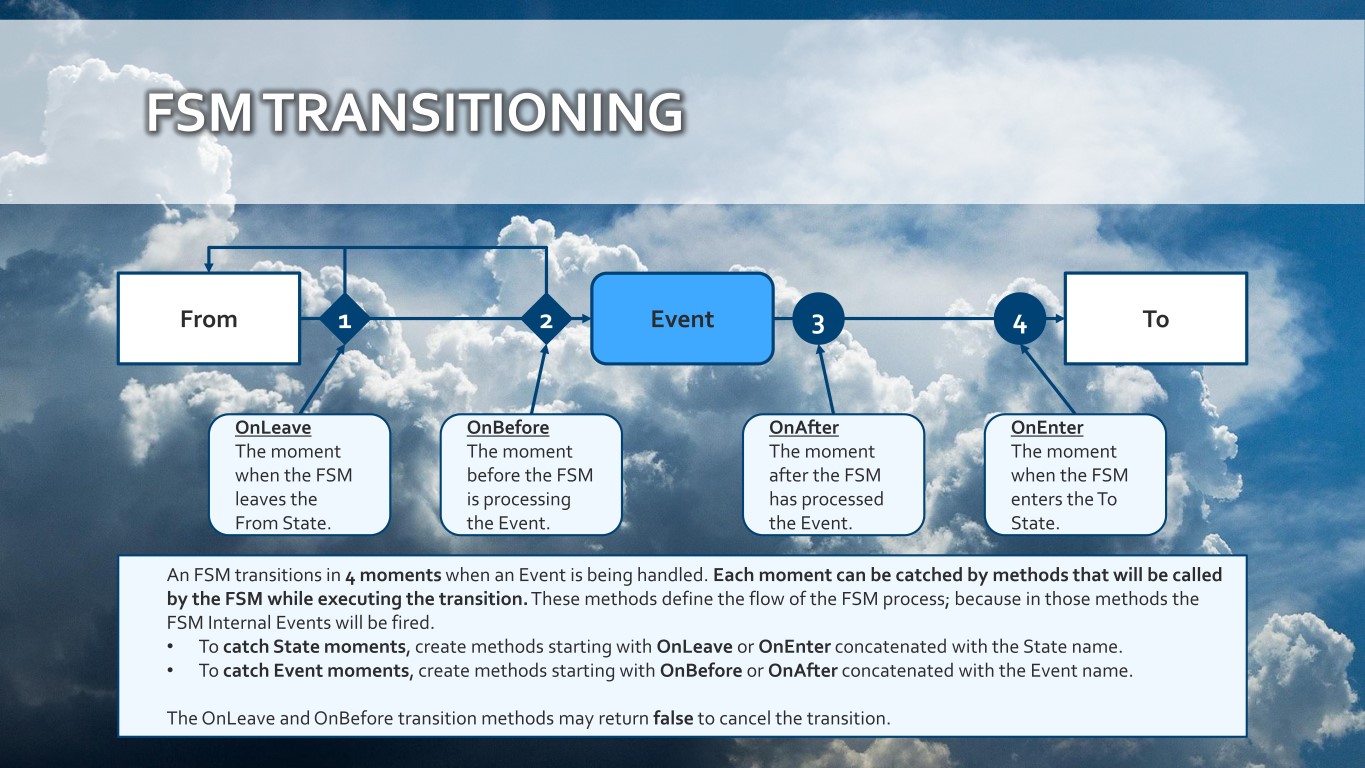 FSM TRANSITIONING
From
1
2
Event
3
4
To
OnLeave
The moment
when the FSM
leaves the
From State.
OnBefore
The moment
before the FSM
is processing
the Event.
OnAfter
The moment
after the FSM
has processed
the Event.
OnEnter
The moment
when the FSM
enters the To
State.
An FSM transitions in 4 moments when an Event is being handled. Each moment can be catched by methods that will be called
by the FSM while executing the transition. These methods define the flow of the FSM process; because in those methods the
FSM Internal Events will be fired.
• To catch State moments, create methods starting with OnLeave or OnEnter concatenated with the State name.
• To catch Event moments, create methods starting with OnBefore or OnAfter concatenated with the Event name.
The OnLeave and OnBefore transition methods may return false to cancel the transition.